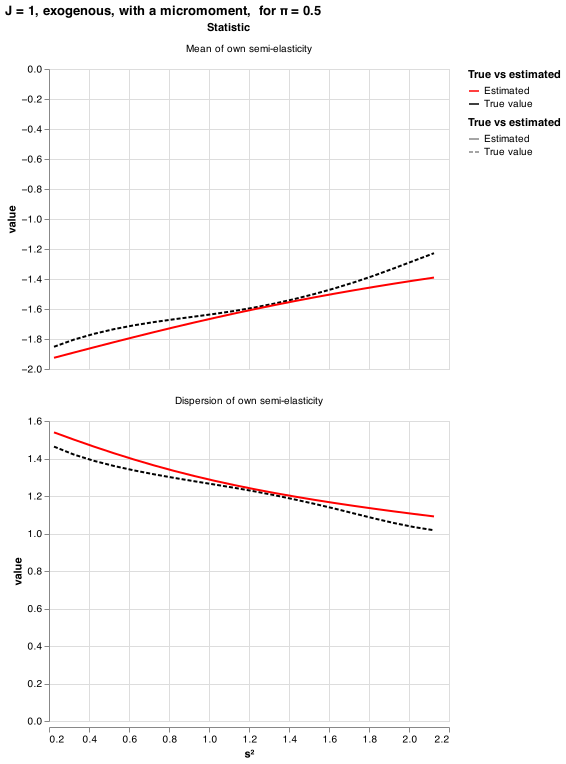 J = 1, exogenous, with a micromoment,  for π = 0.5
Statistic
Mean of own semi-elasticity
0.0
−0.2
−0.4
−0.6
−0.8
−1.0
−1.2
−1.4
−1.6
−1.8
−2.0
value
True vs estimated
Estimated
True value
True vs estimated
Estimated
True value
Dispersion of own semi-elasticity
1.6
1.4
1.2
1.0
0.8
0.6
0.4
0.2
0.0
value
0.2 0.4 0.6 0.8 1.0 1.2 1.4 1.6 1.8 2.0 2.2
s²